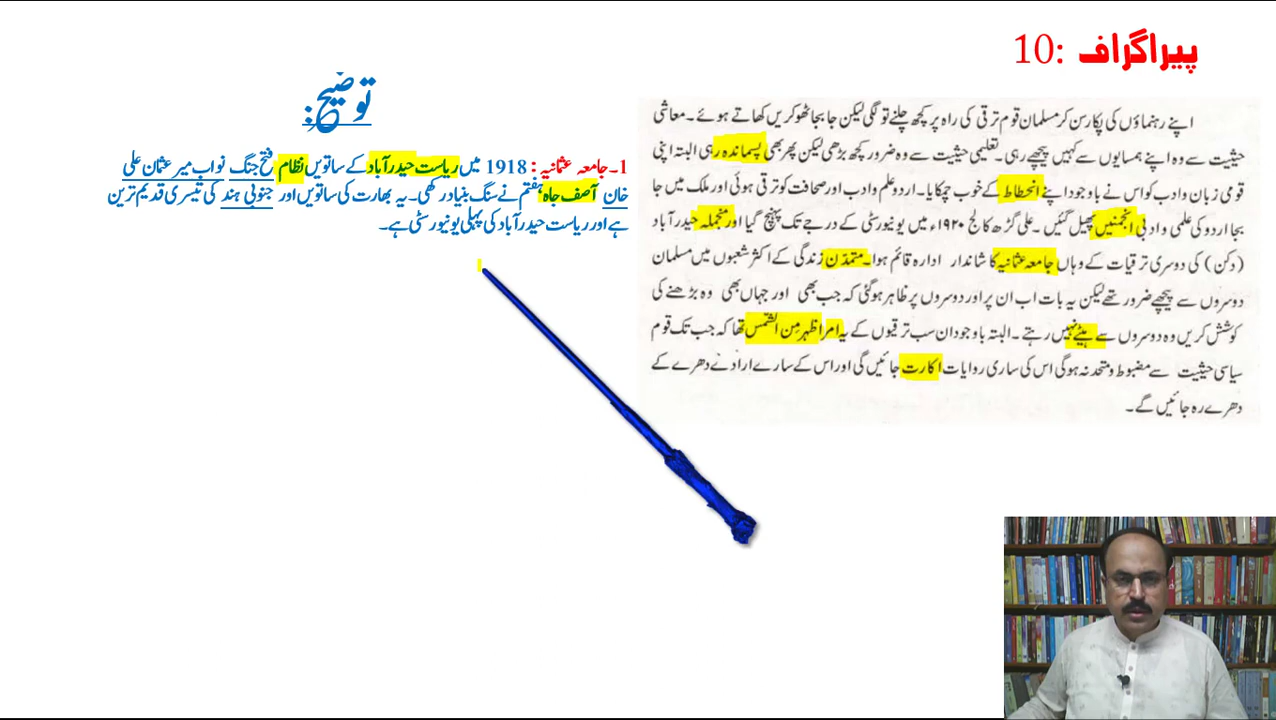 پیراگراف :10
توضیح:
اپنے رہنماؤں کی پکار سن کر مسلمان قوم ترقی کی راہ پر کچھ چلنے تو لگی لیکن جا بجا ٹھوکریں کھاتے ہوئے۔ معاشی
حیثیت سے وہ اپنے ہمسایوں سے کہیں پیچھے رہی۔ تعلیمی حیثیت سے وہ ضرور کچھ بڑھی لیکن پھر بھی پسماندہ رہی البتہ اپنی
قومی زبان و ادب کو اس نے باوجود اپنے انحطاط کے خوب چمکایا۔ اردو علم و ادب اور صحافت کو ترقی ہوئی اور ملک میں جا
بجا اردو کی علمی و ادبی انجمنیں پھیل گئیں۔ علی گڑھ کالج ۱۹۲۰ء میں یونیورسٹی کے درجے تک پہنچ گیا اور منجملہ حیدرآباد
(دکن) کی دوسری ترقیات کے وہاں جامعہ عثمانیہ کا شاندار ادارہ قائم ہوا۔ متمدّن زندگی کے اکثر شعبوں میں مسلمان
دوسروں سے پیچھے ضرور تھے لیکن یہ بات اب ان پر اور دوسروں پر ظاہر ہوگئی کہ جب بھی اور جہاں بھی وہ بڑھنے کی
کوشش کریں وہ دوسروں سے ہیٹے نہیں رہتے۔ البتہ باوجود ان سب ترقیوں کے یہ امر اظہر مِن الشّمس تھا کہ جب تک قوم
سیاسی حیثیت سے مضبوط و متحد نہ ہوگی اس کی ساری روایات اکارت جائیں گی اور اس کے سارے ارادے دھرے کے
دھرے رہ جائیں گے۔
1۔ جامعہ عثمانیہ: 1918 میں ریاست حیدرآباد کے ساتویں نظام فتح جنگ نواب میر عثمان علی
خان آصف جاہ ہفتم نے سنگ بنیاد رکھی۔ یہ بھارت کی ساتویں اور جنوبی ہند کی تیسری قدیم ترین
ہے اور ریاست حیدرآباد کی پہلی یونیورسٹی ہے۔